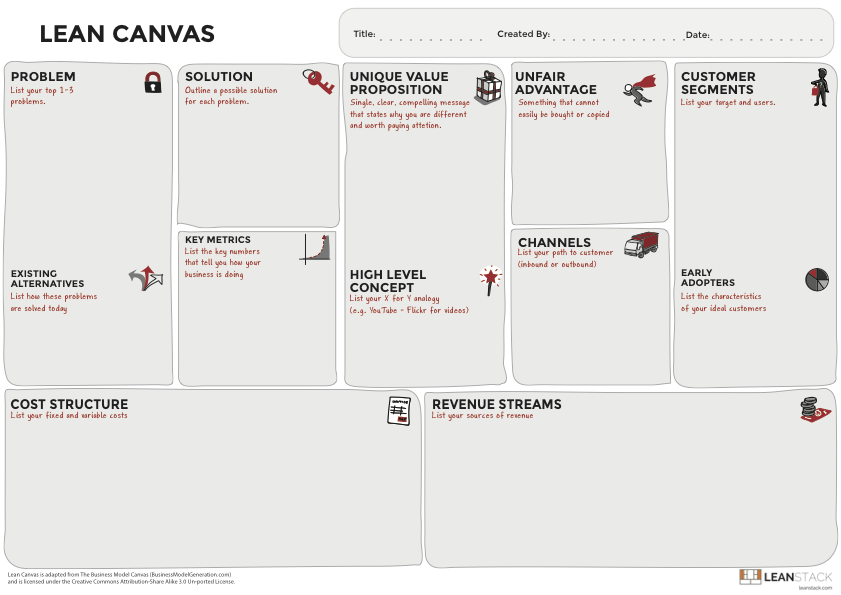 LEAN CANVAS
Title:
Created By:
Date:
PROBLEM
List your top 1-3
problems.
EXISTING
ALTERNATIVES
List how these problems
are solved today
SOLUTION
Outline a possible solution
for each problem.
KEY METRICS
List the key numbers
that tell you how your
business is doing
UNIQUE VALUE
PROPOSITION
Single, clear, compelling message
that states why you are different
and worth paying attetion.
HIGH LEVEL
CONCEPT
List your X for Y analogy
(e.g. YouTube - Flickr for videos)
UNFAIR
ADVANTAGE
Something that cannot
easily be bought or copied
CHANNELS
List your path to customer
(inbound or outbound)
CUSTOMER
SEGMENTS
List your target and users.
EARLY
ADOPTERS
List the characteristics
of your ideal customers
COST STRUCTURE
List your fixed and variable costs
REVENUE STREAMS
List your sources of revenue
Lean Canvas is adapted from The Business Model Canvas (BusinessModelGeneration.com)
and is licensed under the Creative Commons Attribution-Share Alike 3.0 Un-ported License.
LEANSTACK
leanstack.com